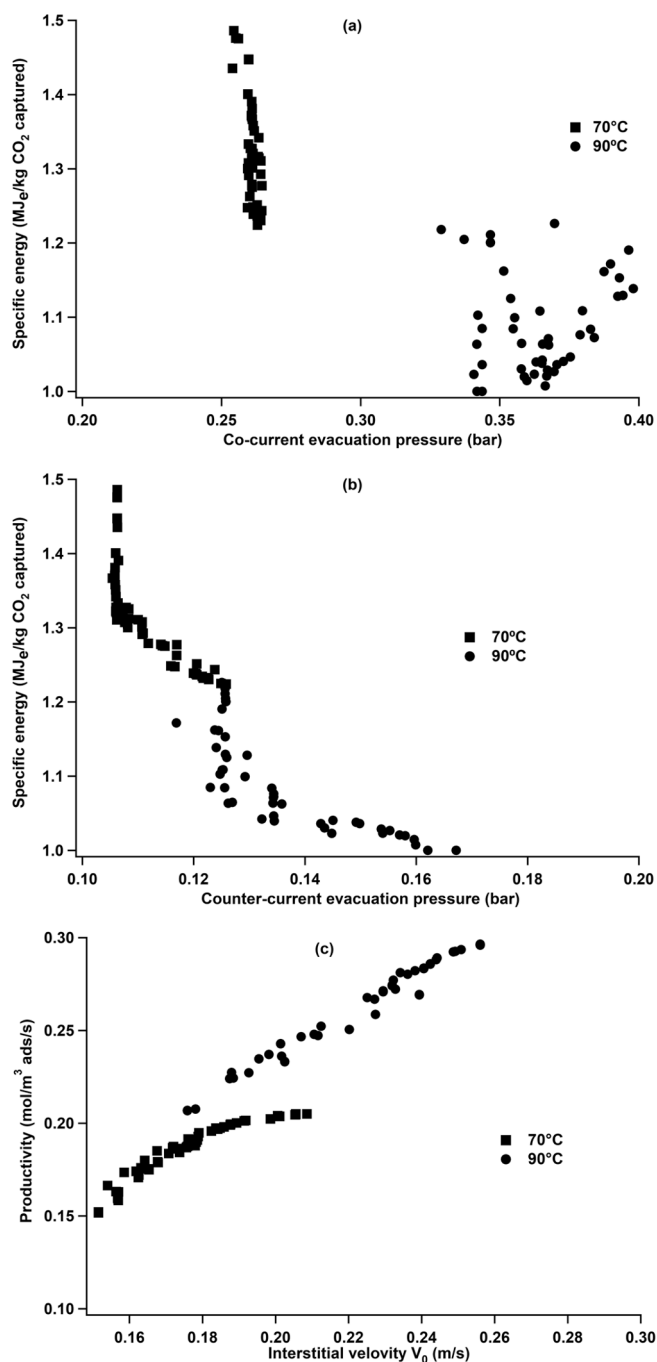 (a)
1.5
1.4
1.3
1.2
1.1
1.0
Specific energy (MJe/kg CO2 captured)
70°C
90ºC
0.20 0.25 0.30 0.35 0.40
Co-current evacuation pressure (bar)
(b)
1.5
1.4
1.3
1.2
1.1
1.0
Specific energy (MJe/kg CO2 captured)
70ºC
90ºC
0.10 0.12 0.14 0.16 0.18 0.20
Counter-current evacuation pressure (bar)
(c)
0.30
0.25
0.20
0.15
0.10
Productivity (mol/m³ ads/s)
70°C
90°C
0.16 0.18 0.20 0.22 0.24 0.26 0.28 0.30
Interstitial velovity V0 (m/s)